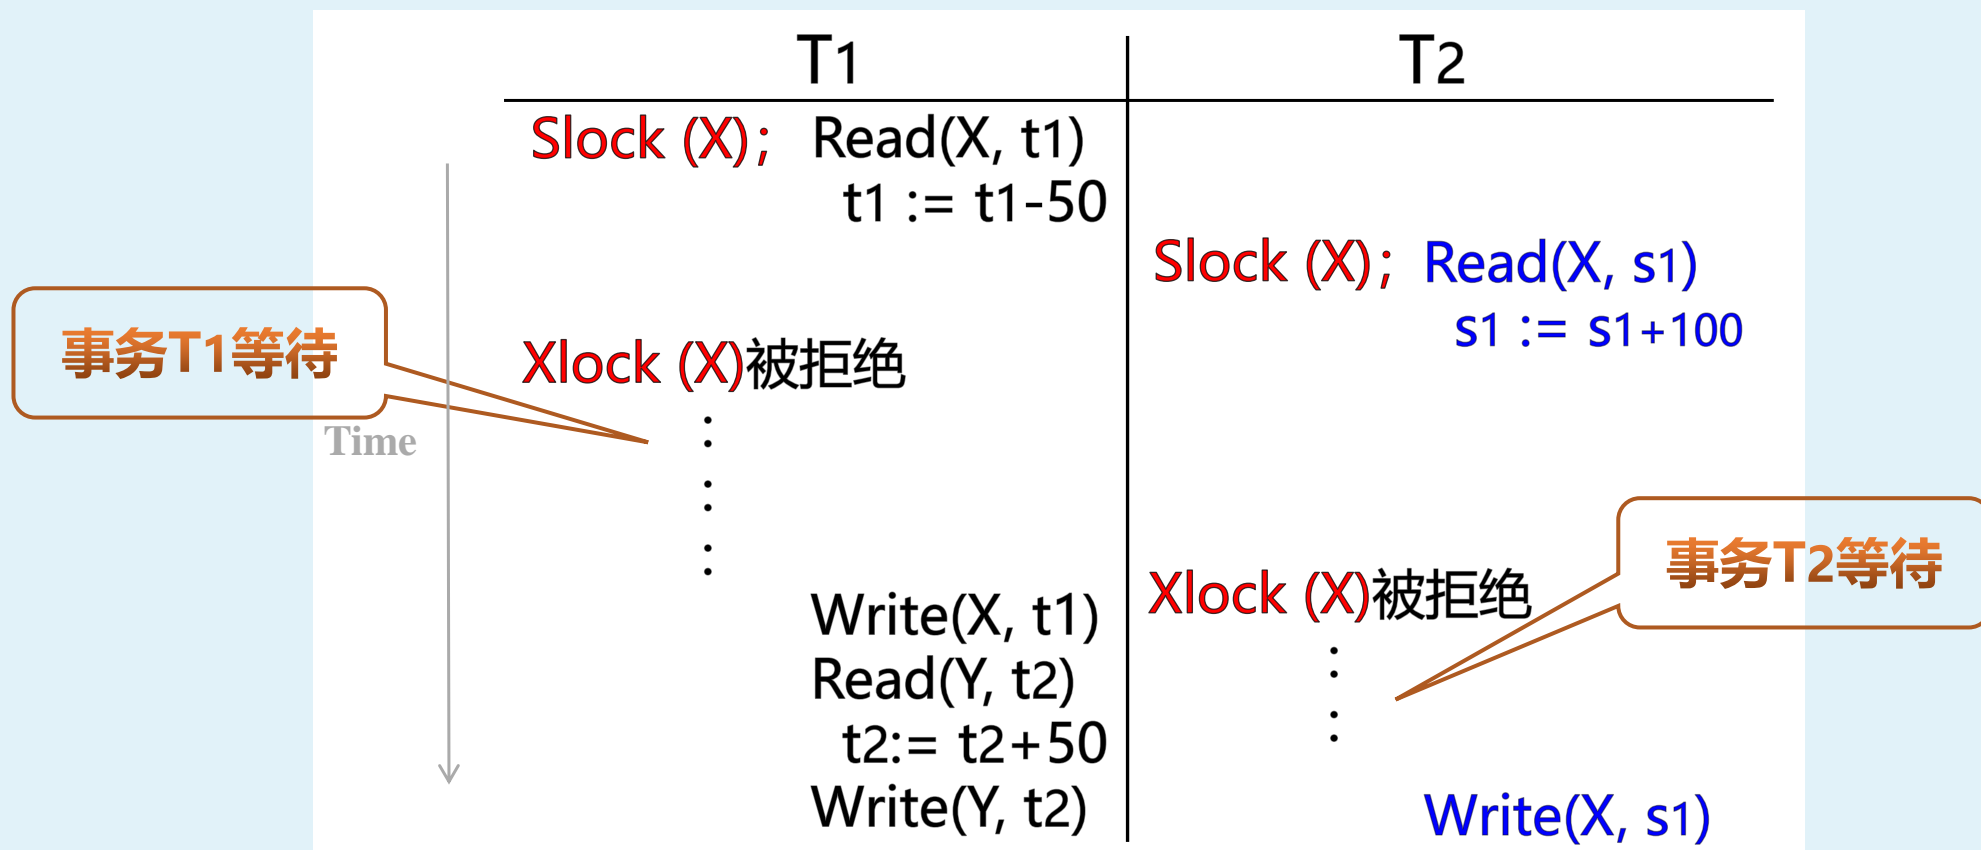 T1
T2
Slock (X)； Read(X, t1)
t1 := t1-50
Slock (X)； Read(X, s1)
s1 := s1+100
事务T1等待
Xlock (X)被拒绝
Time
事务T2等待
Xlock (X)被拒绝
Write(X, t1)
Read(Y, t2)
t2:= t2+50
Write(Y, t2)
Write(X, s1)